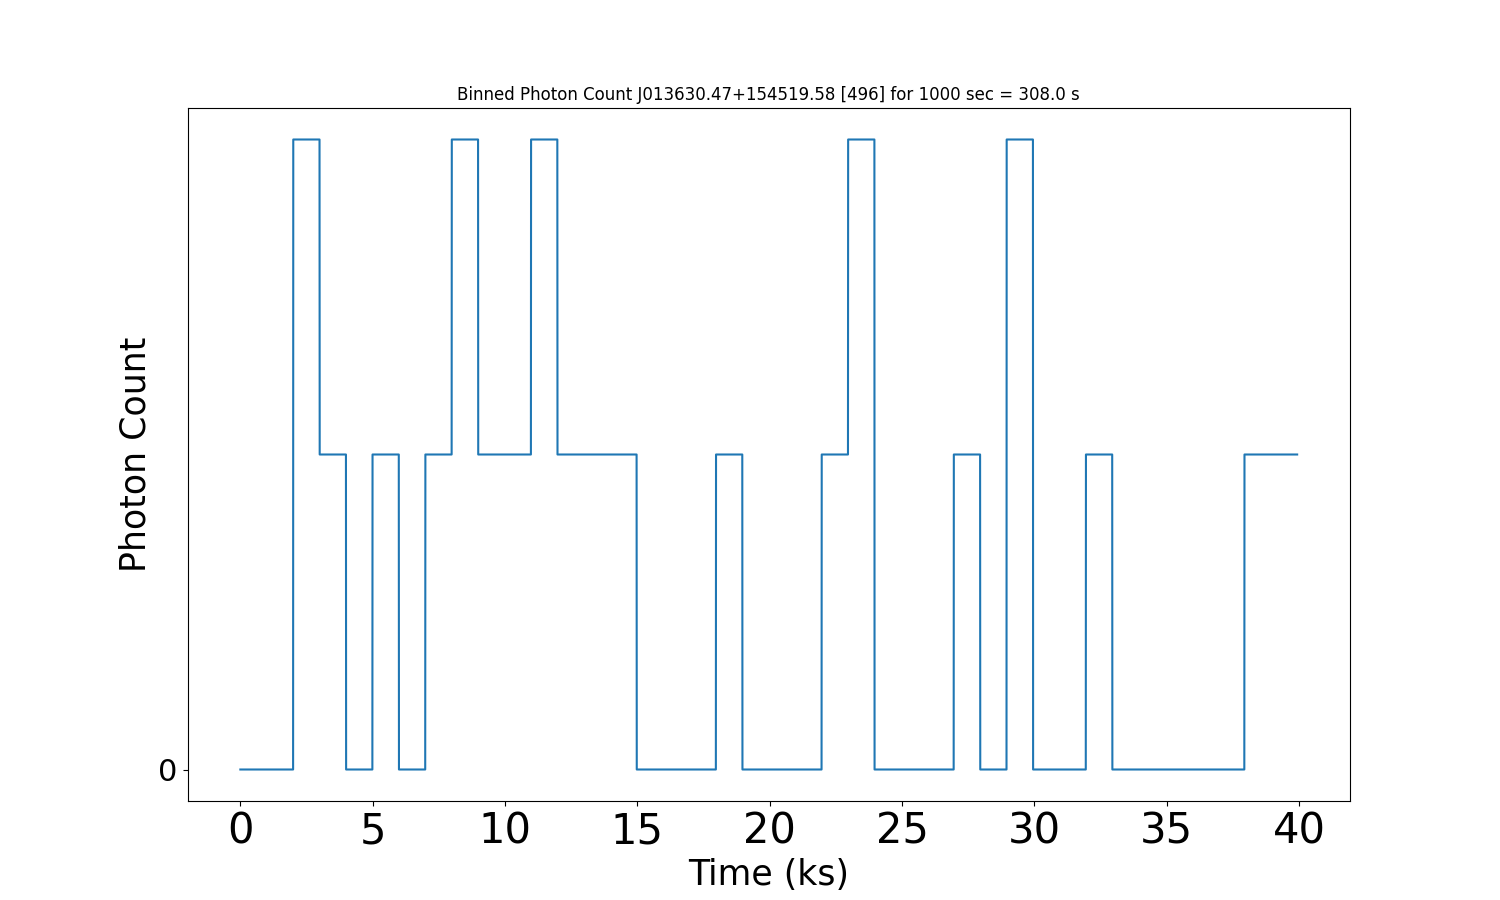 Binned Photon Count J013630.47+154519.58 [496] for 1000 sec = 308.0 s
Photon Count
0
0 5 10 15 20 25 30 35 40
Time (ks)